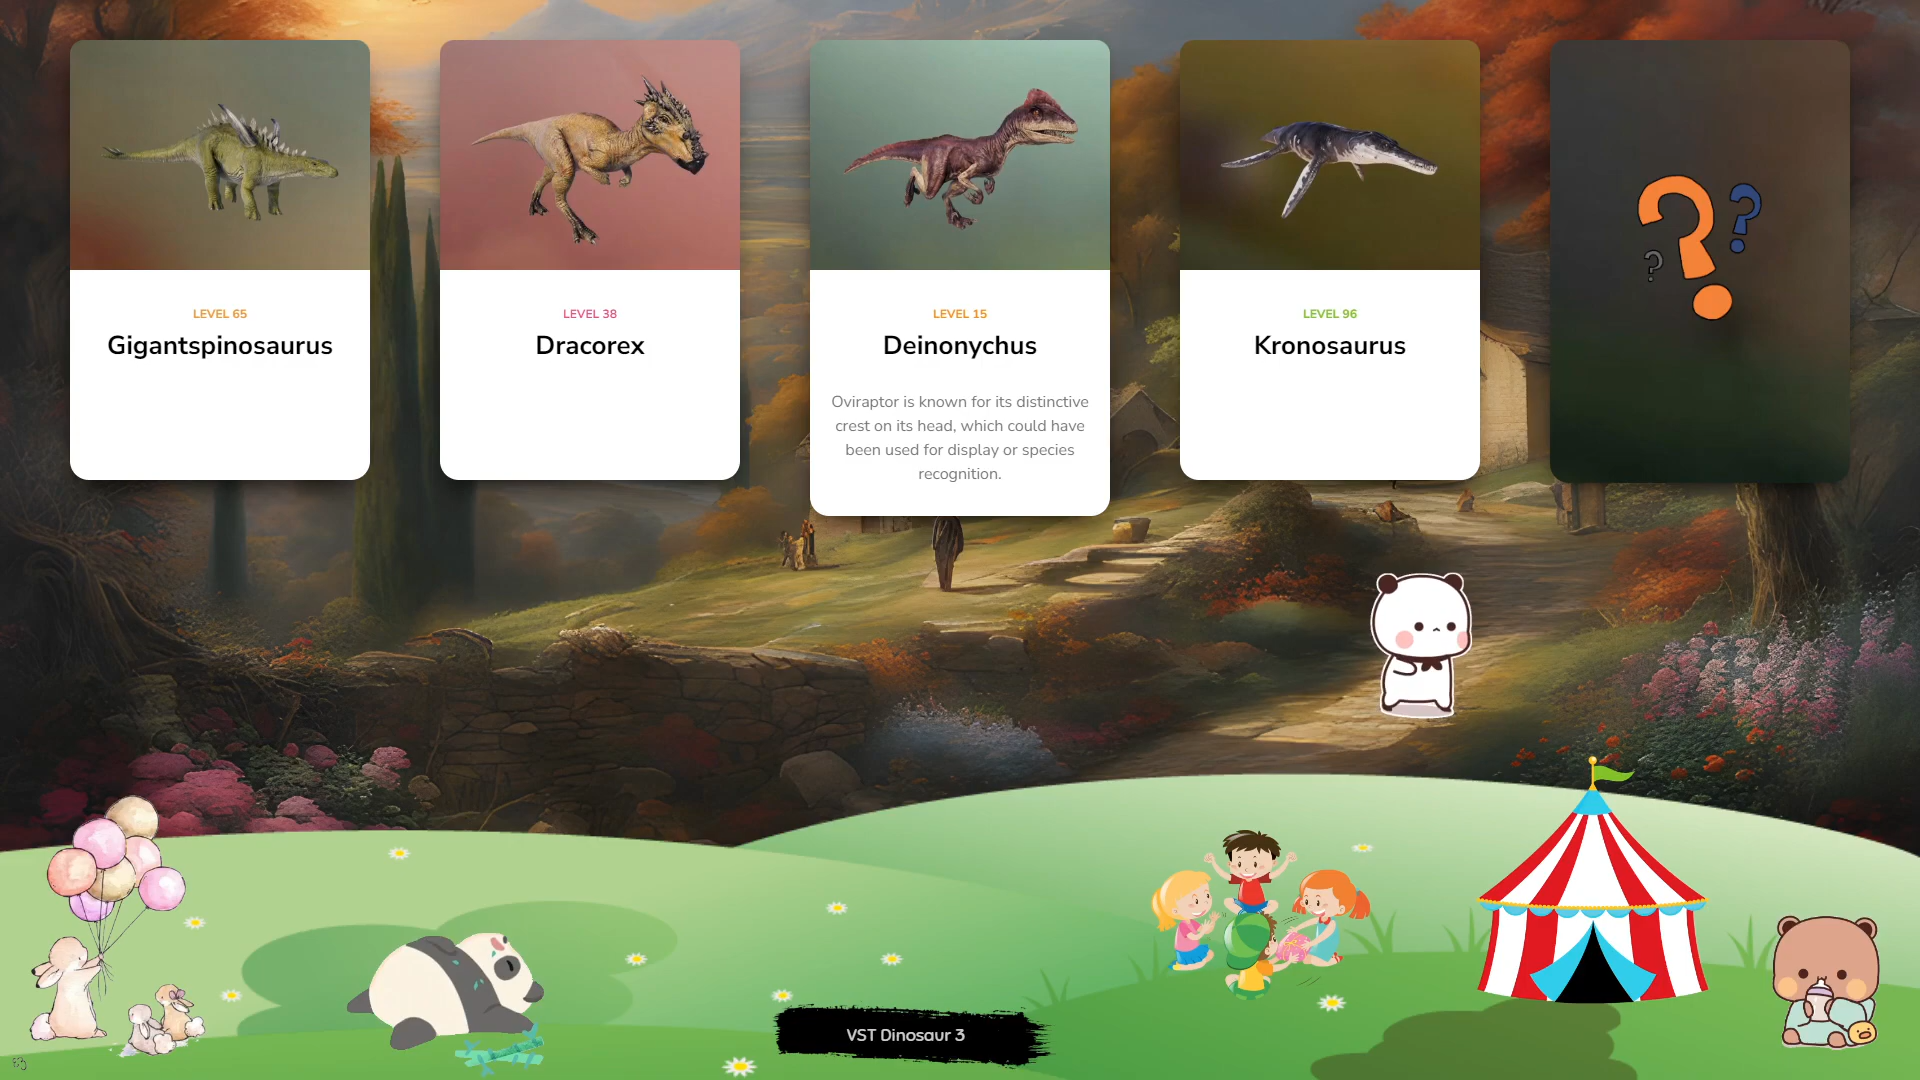 LEVEL 65
Gigantspinosaurus
LEVEL 38
Dracorex
LEVEL 15
Deinonychus
Oviraptor is known for its distinctive
crest on its head, which could have
been used for display or species
recognition.
LEVEL 96
Kronosaurus
? ? ?
VST Dinosaur 3